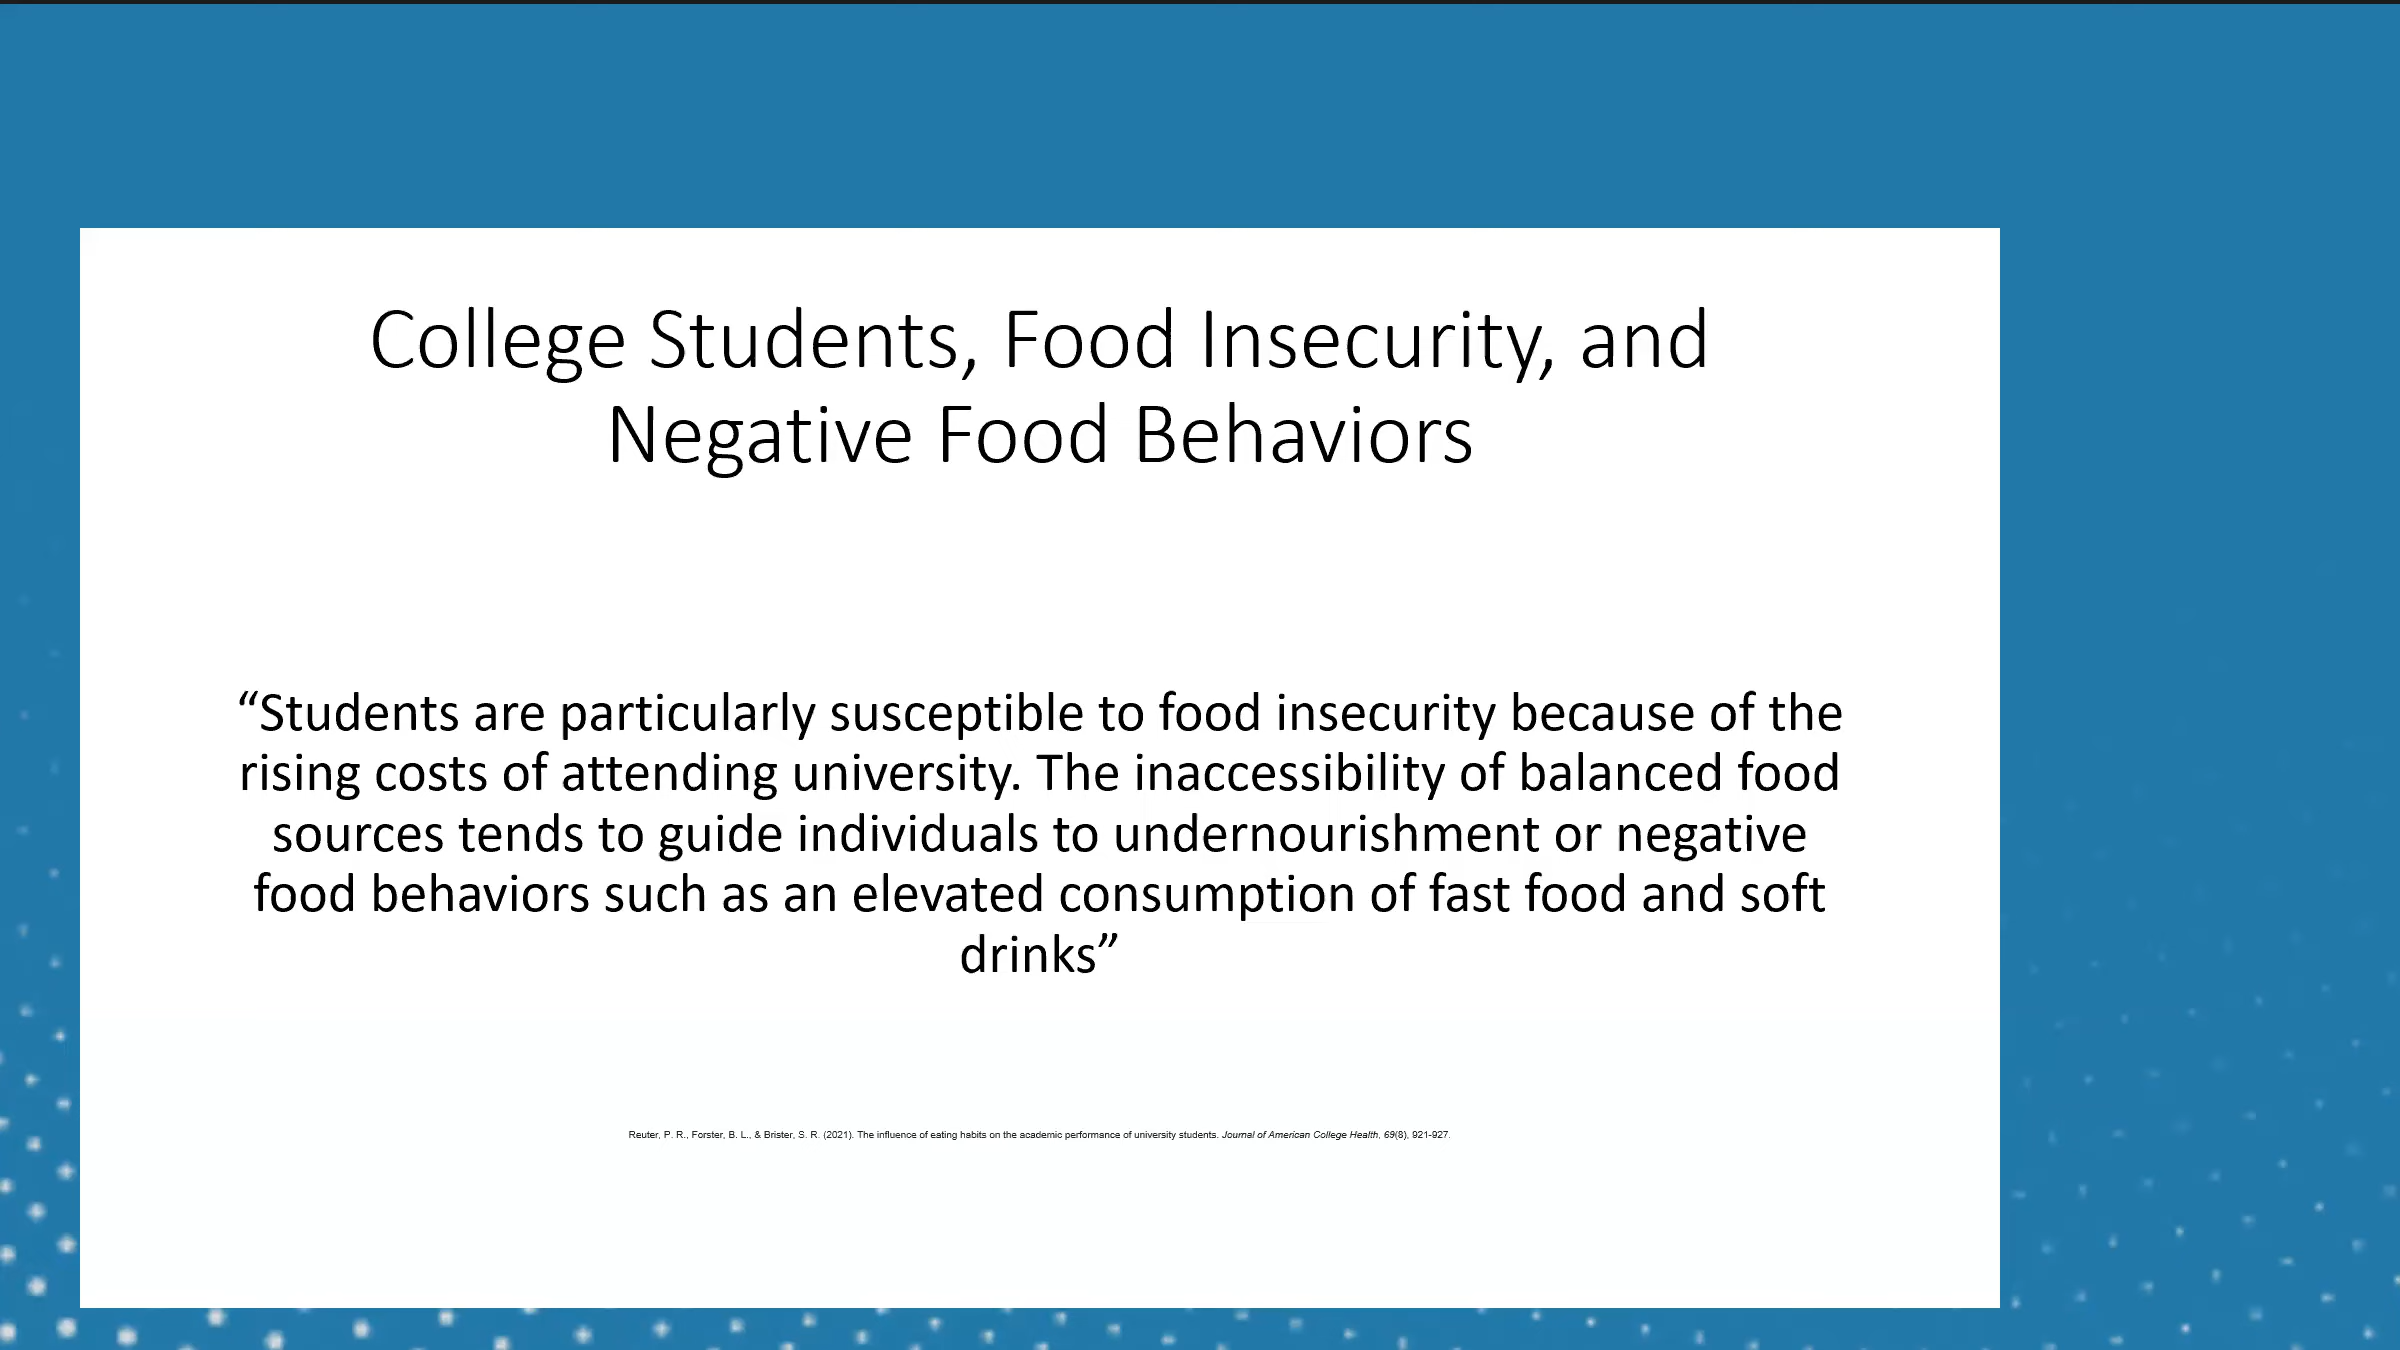 College Students, Food Insecurity, and
Negative Food Behaviors
“Students are particularly susceptible to food insecurity because of the
rising costs of attending university. The inaccessibility of balanced food
sources tends to guide individuals to undernourishment or negative
food behaviors such as an elevated consumption of fast food and soft
drinks”
Reuter, P. R., Forster, B. L., & Brister, S. R. (2021). The influence of eating habits on the academic performance of university students. Journal of American College Health, 69(8), 921-927.